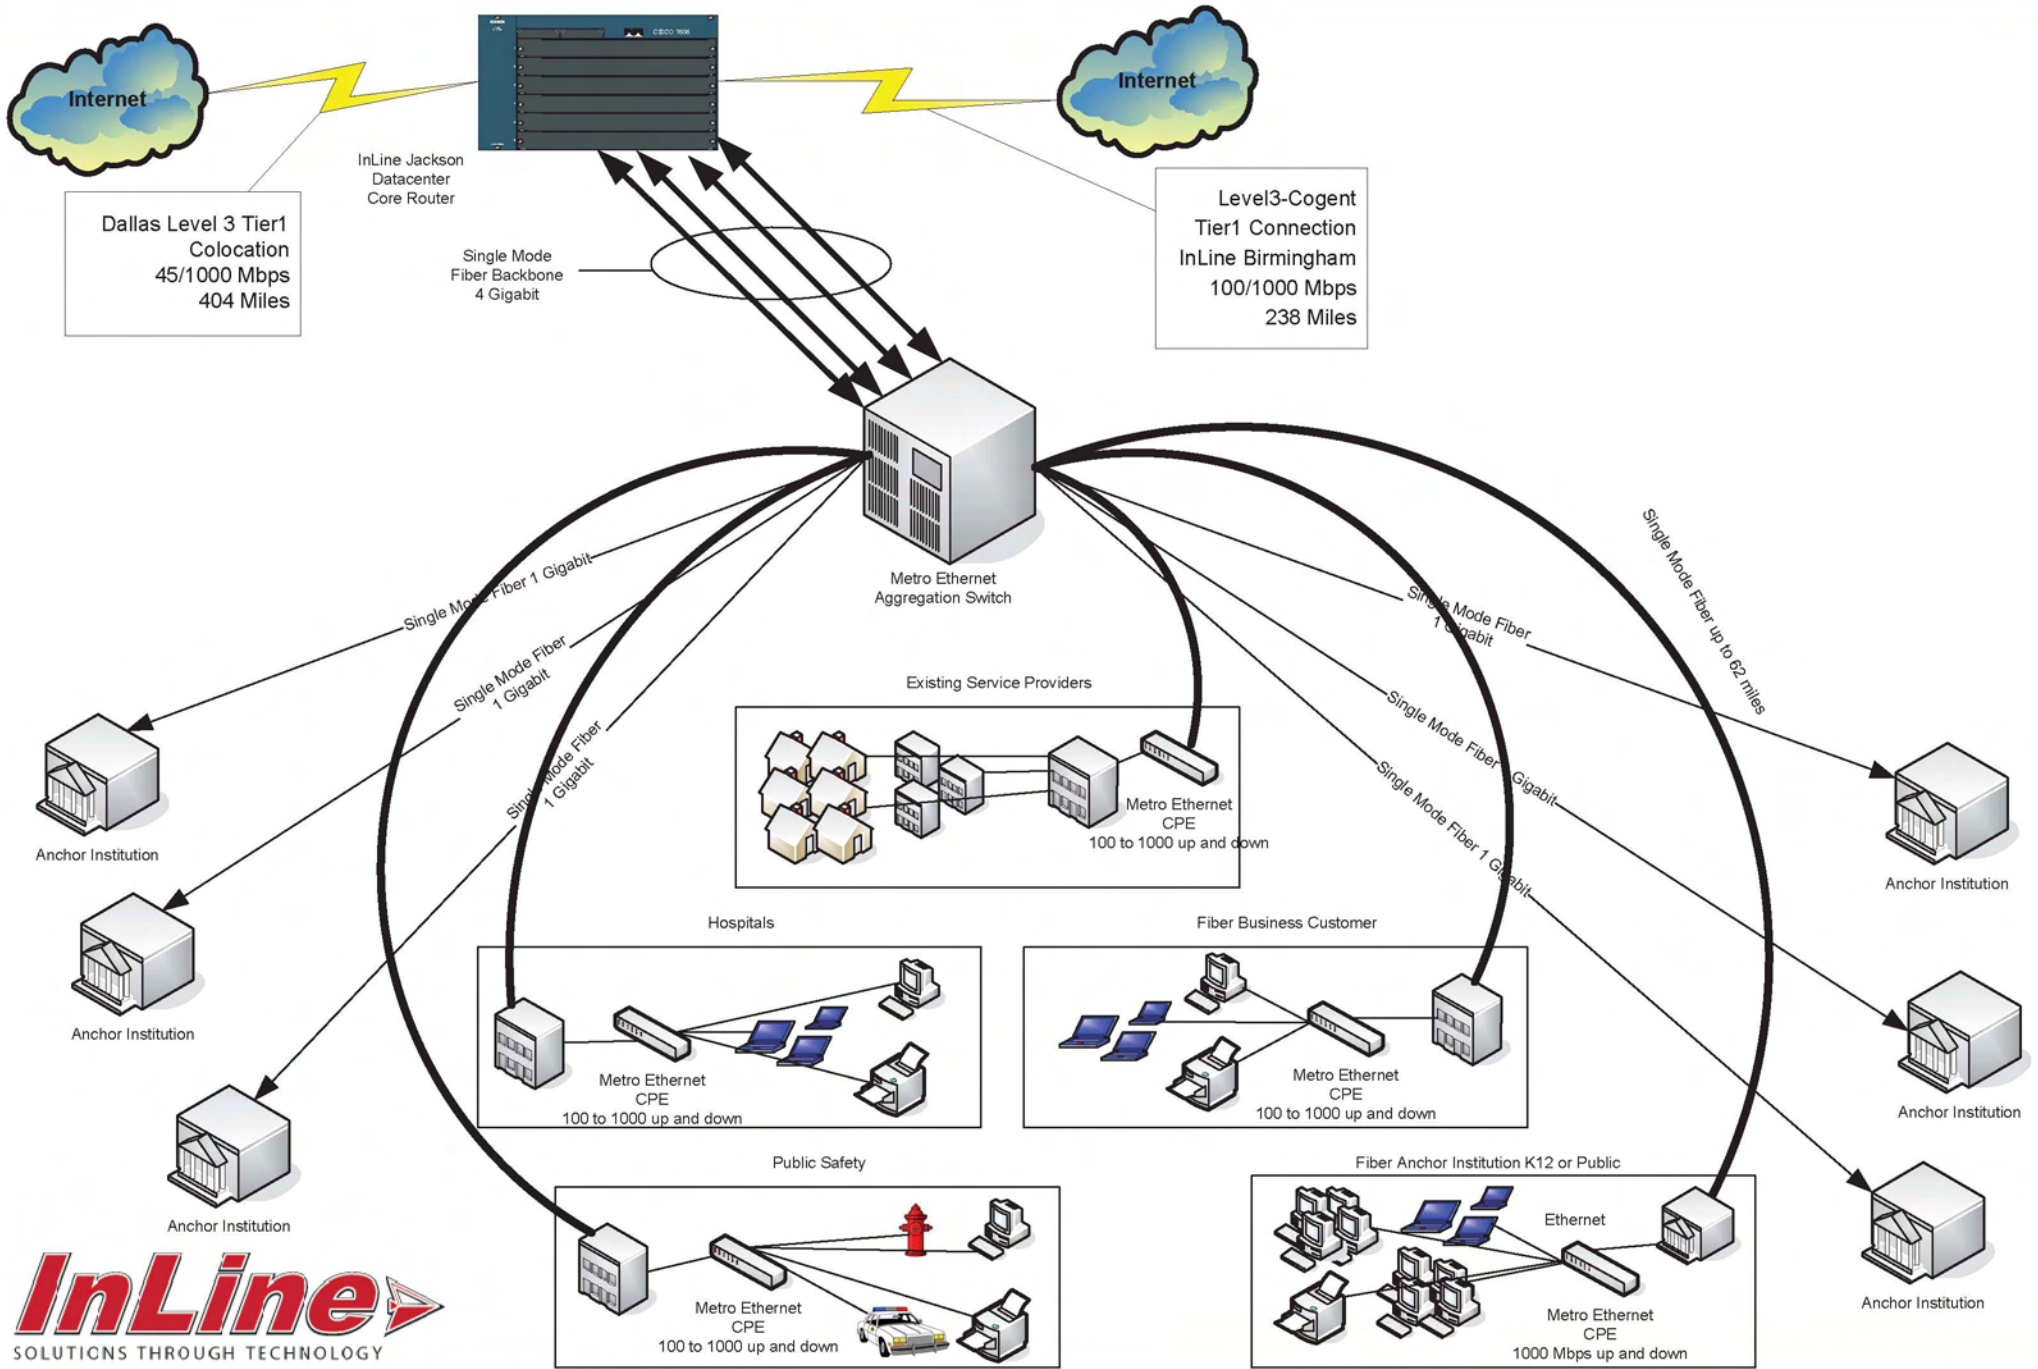 Internet
CISCO 7606
Internet
InLine Jackson
Datacenter
Core Router
Dallas Level 3 Tier1
Colocation
45/1000 Mbps
404 Miles
Level3-Cogent
Tier1 Connection
InLine Birmingham
100/1000 Mbps
238 Miles
Single Mode
Fiber Backbone
4 Gigabit
Metro Ethernet
Aggregation Switch
Single Mode Fiber 1 Gigabit
Single Mode Fiber
1 Gigabit
Single Mode Fiber
1 Gigabit
Single Mode Fiber
1 Gigabit
Single Mode Fiber up to 62 miles
Single Mode Fiber 1 Gigabit
Single Mode Fiber 1 Gigabit
Existing Service Providers
Metro Ethernet
CPE
100 to 1000 up and down
Anchor Institution
Anchor Institution
Anchor Institution
Anchor Institution
Anchor Institution
Anchor Institution
Hospitals
Metro Ethernet
CPE
100 to 1000 up and down
Fiber Business Customer
Metro Ethernet
CPE
100 to 1000 up and down
Public Safety
Metro Ethernet
CPE
100 to 1000 up and down
Fiber Anchor Institution K12 or Public
Ethernet
Metro Ethernet
CPE
1000 Mbps up and down
InLine
SOLUTIONS THROUGH TECHNOLOGY